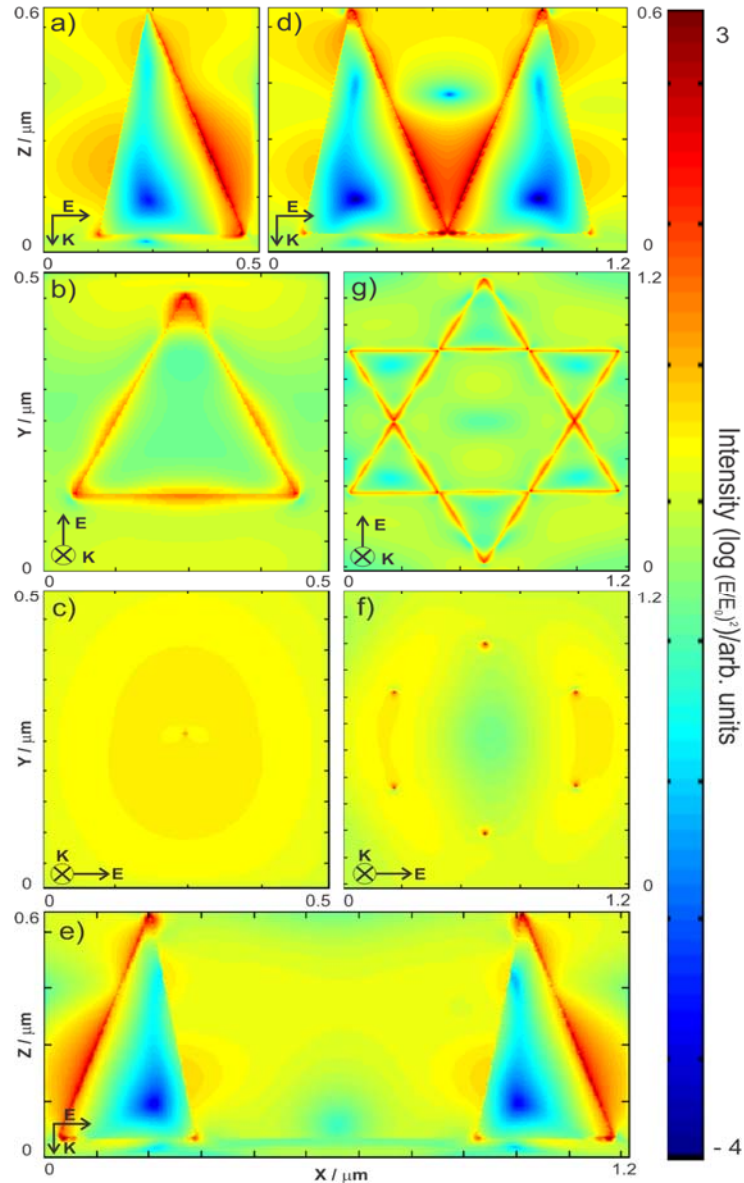 a)
0.6
Z / μm
E
K
0
0
0.5
d)
0.6
0
0
1.2
3
b)
0.5
Y / μm
E
K
0
0
0.5
g)
1.2
E
K
0
0
1.2
c)
0.5
Y / μm
K
E
0
0
0.5
f)
1.2
K
E
0
0
1.2
e)
0.6
Z / μm
E
K
0
0
X / μm
1.2
Intensity (log (E/E₀)²)/arb. units
- 4